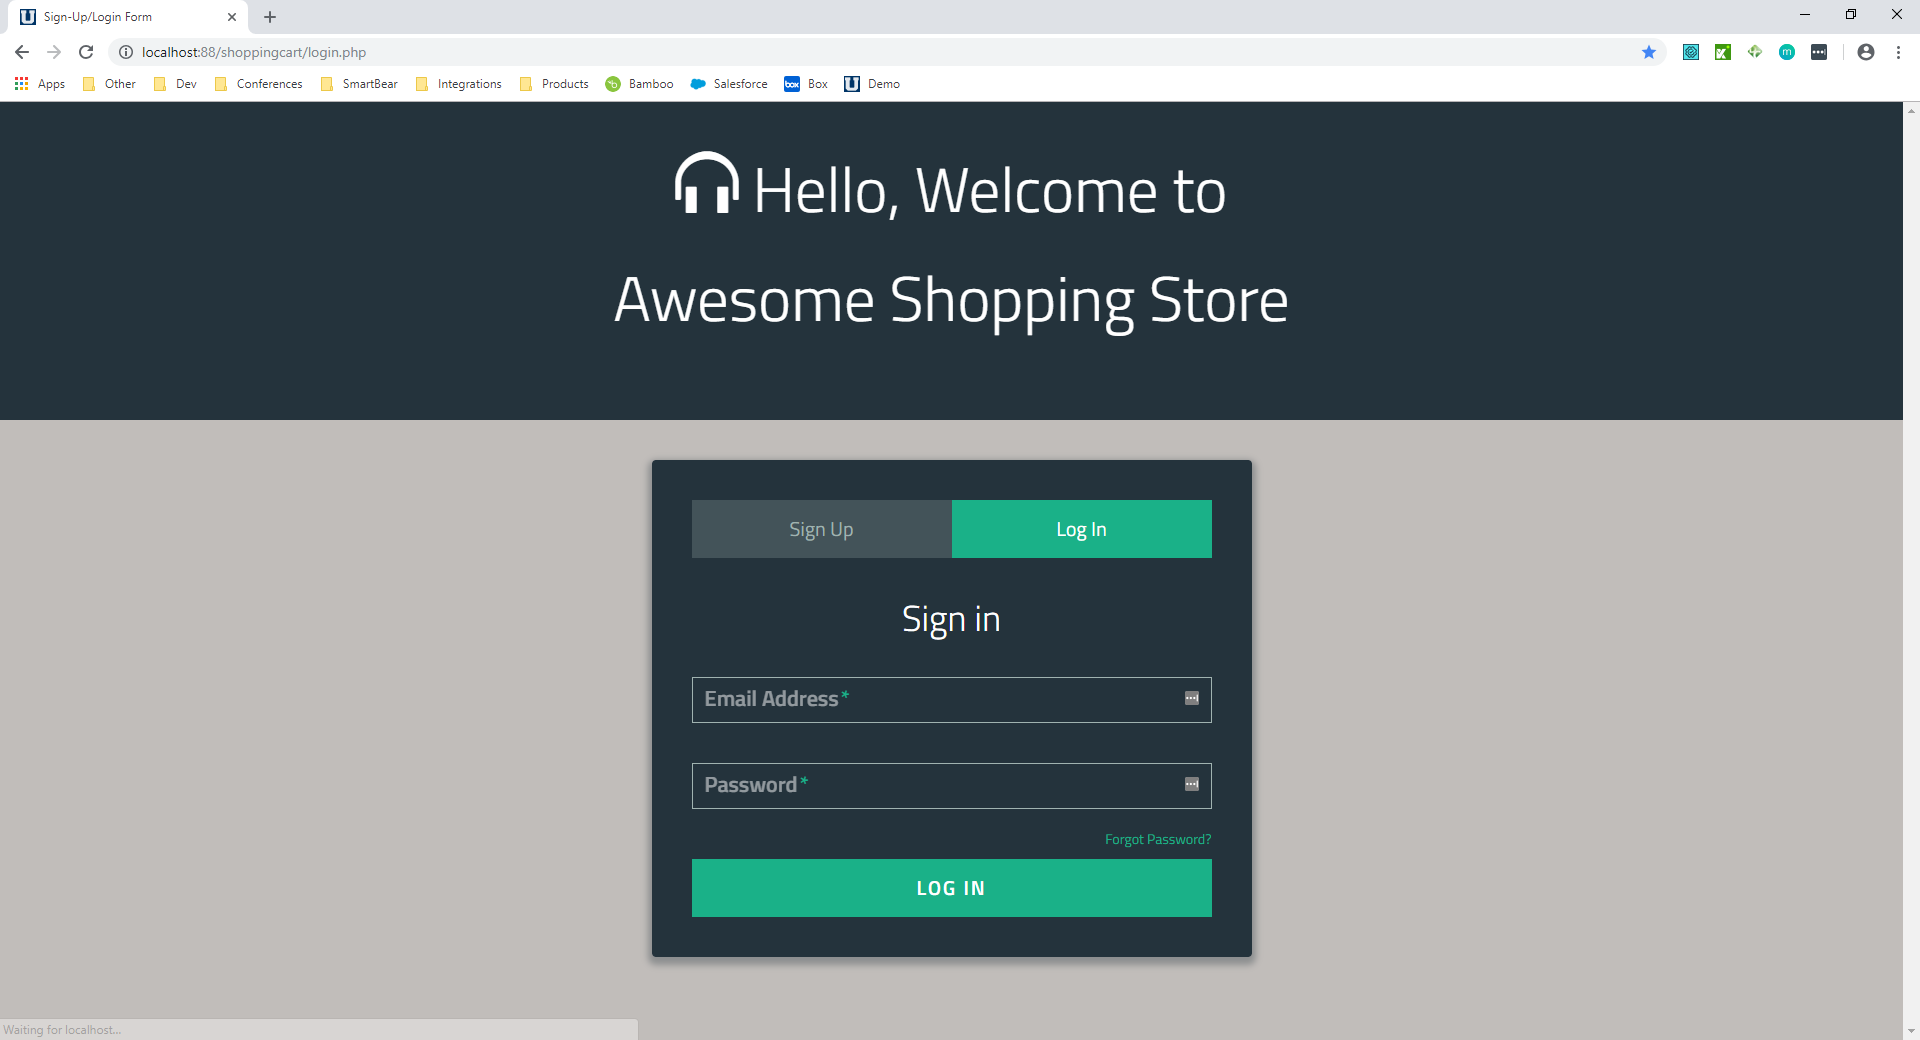 Sign-Up/Login Form
localhost:88/shoppingcart/login.php
Apps Other Dev Conferences SmartBear Integrations Products Bamboo Salesforce box Box Demo
Hello, Welcome to
Awesome Shopping Store
Sign Up Log In
Sign in
Email Address*
Password*
Forgot Password?
LOG IN
Waiting for localhost...